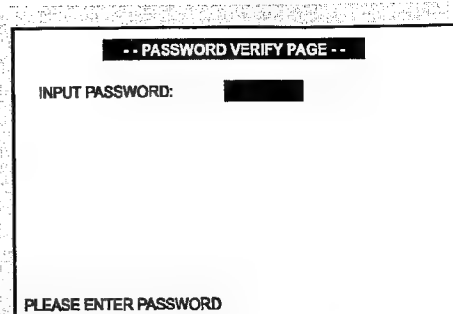 - - PASSWORD VERIFY PAGE - -
INPUT PASSWORD:
PLEASE ENTER PASSWORD